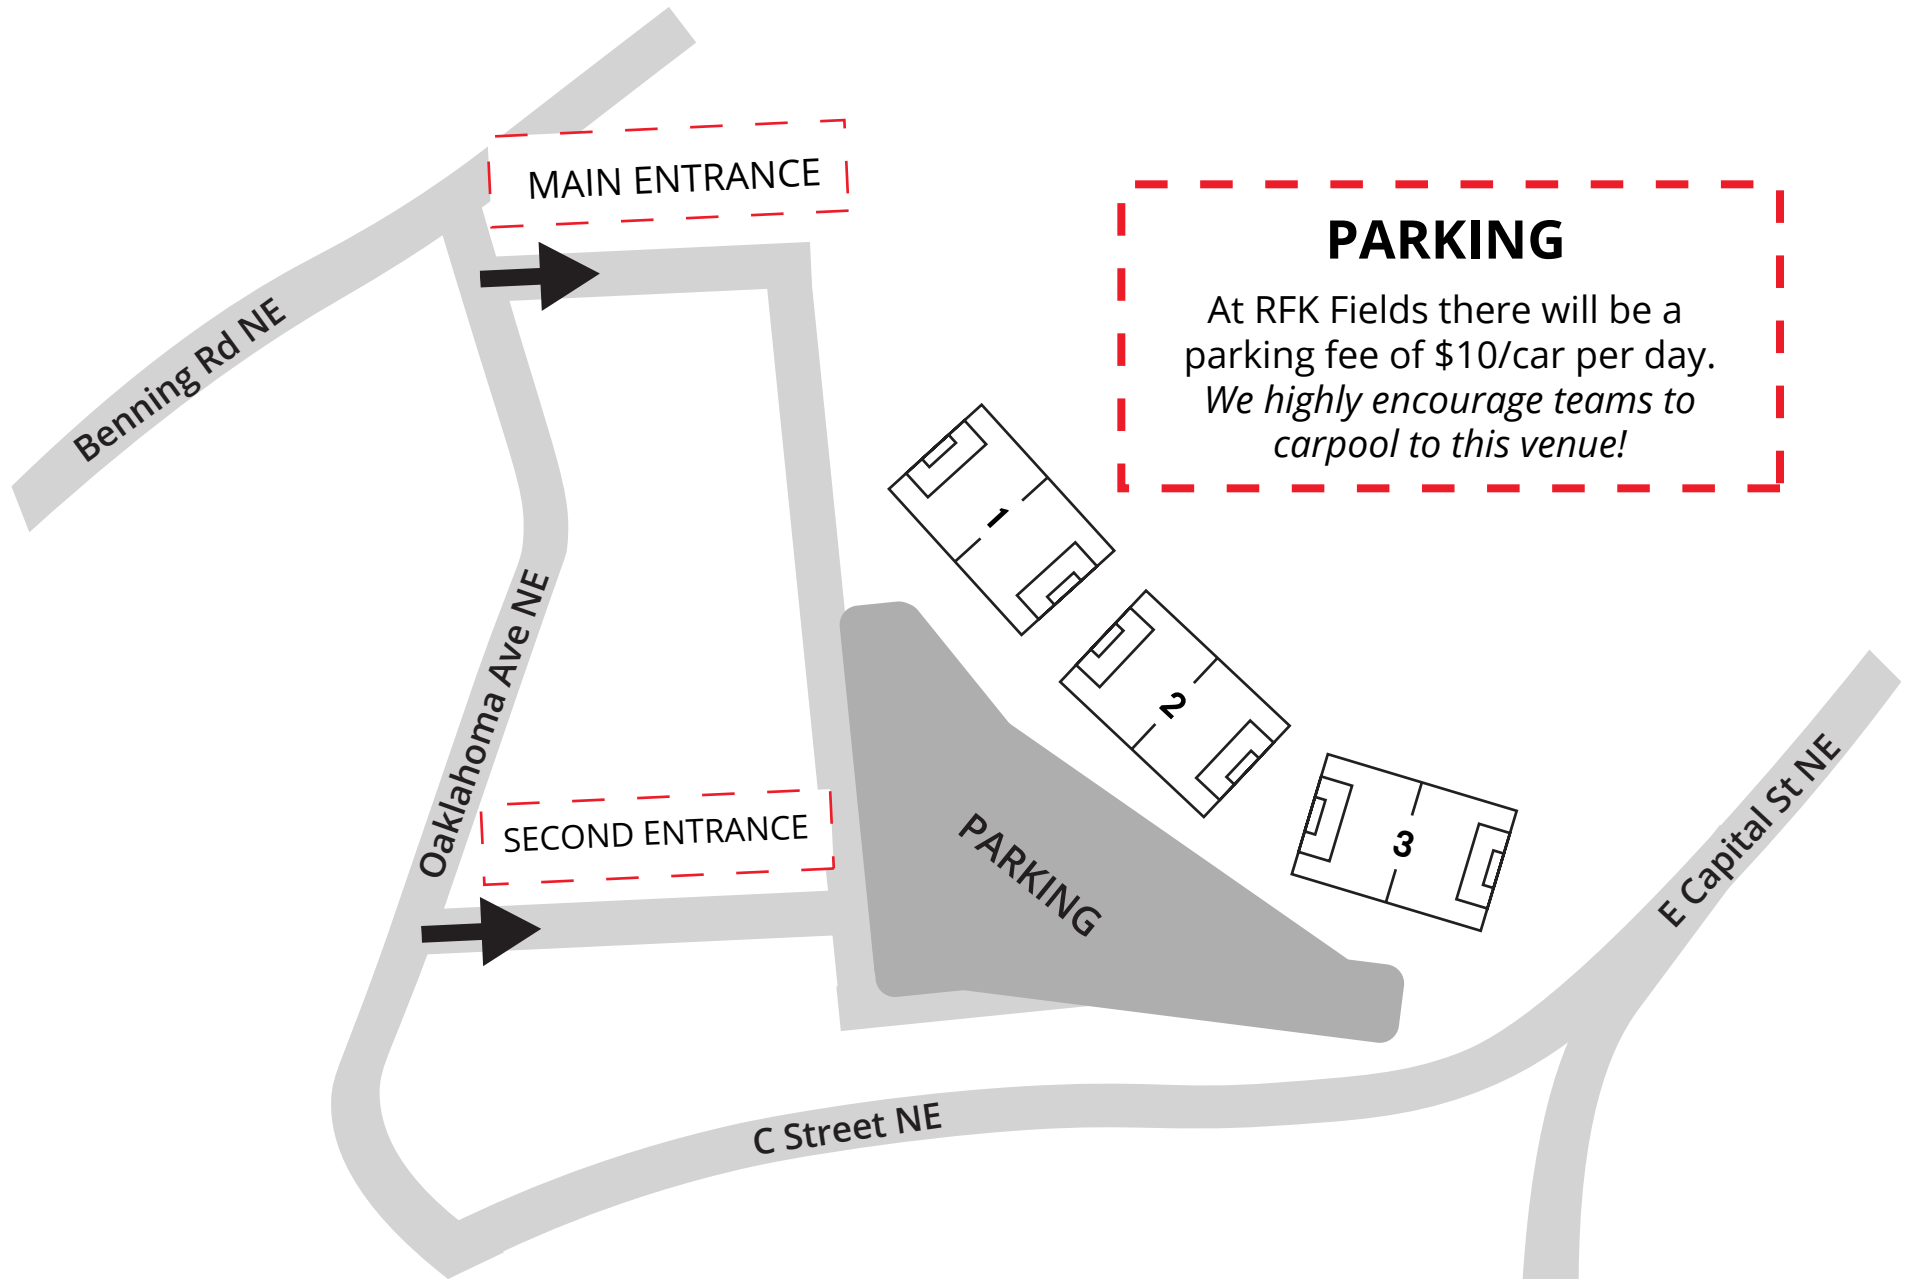 MAIN ENTRANCE
PARKING
At RFK Fields there will be a
parking fee of $10/car per day.
We highly encourage teams to
carpool to this venue!
Benning Rd NE
1
2
3
Oaklahoma Ave NE
SECOND ENTRANCE
PARKING
E Capital St NE
C Street NE